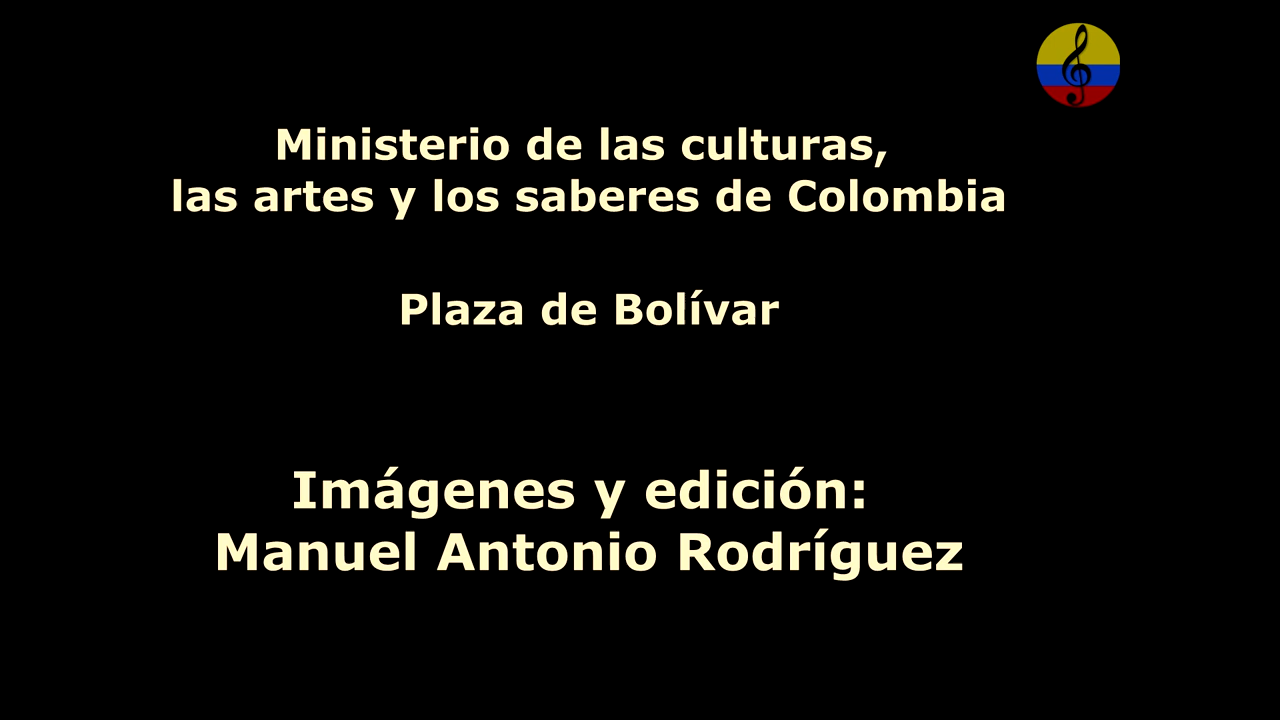 Ministerio de las culturas,
las artes y los saberes de Colombia
Plaza de Bolívar
Imágenes y edición:
Manuel Antonio Rodríguez